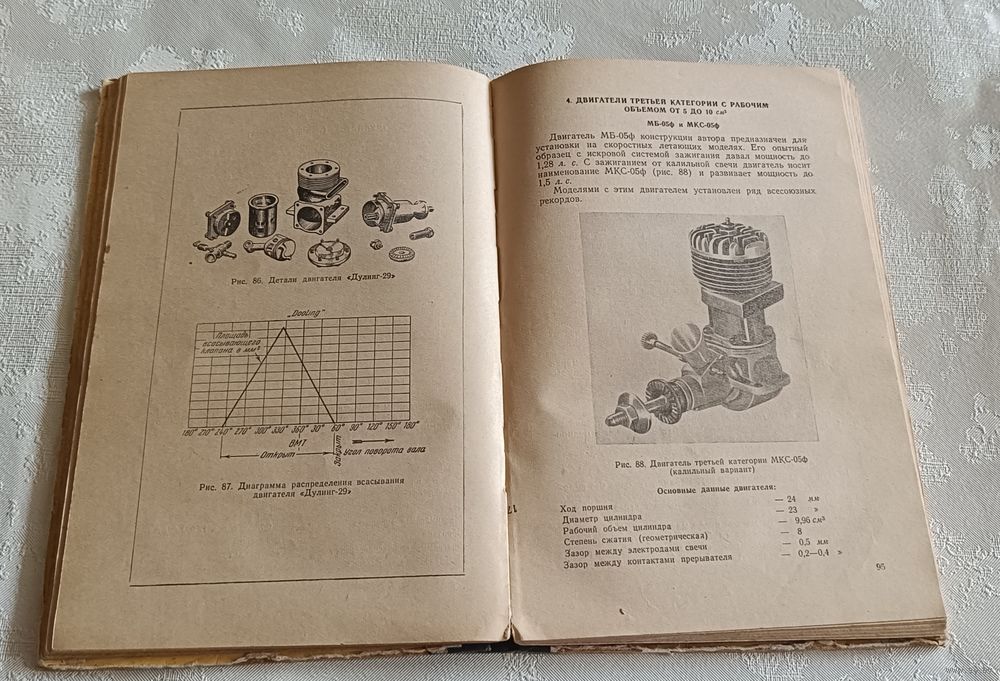 Рис. 86. Детали двигателя «Дулинг-29»
„Dooling"
Площадь
всасывающего
клапана в мм²
180° 210° 240° 270° 300° 330° 360° 30° 60° 90° 120° 150° 180°
ВМТ
Открыт
Закрыт
Угол поворота вала
Рис. 87. Диаграмма распределения всасывания
двигателя «Дулинг-29»
4. ДВИГАТЕЛИ ТРЕТЬЕЙ КАТЕГОРИИ С РАБОЧИМ
ОБЪЕМОМ ОТ 5 ДО 10 см³
МБ-05ф и МКС-05ф
Двигатель МБ-05ф конструкции автора предназначен для
установки на скоростных летающих моделях. Его опытный
образец с искровой системой зажигания давал мощность до
1,28 л. с. С зажиганием от калильной свечи двигатель носит
наименование МКС-05ф (рис. 88) и развивает мощность до
1,5 л. с.
Моделями с этим двигателем установлен ряд всесоюзных
рекордов.
Рис. 88. Двигатель третьей категории МКС-05ф
(калильный вариант)
Основные данные двигателя:
Ход поршня — 24 мм
Диаметр цилиндра — 23 »
Рабочий объем цилиндра — 9,96 см³
Степень сжатия (геометрическая) — 8
Зазор между электродами свечи — 0,5 мм
Зазор между контактами прерывателя — 0,2—0,4 »
95